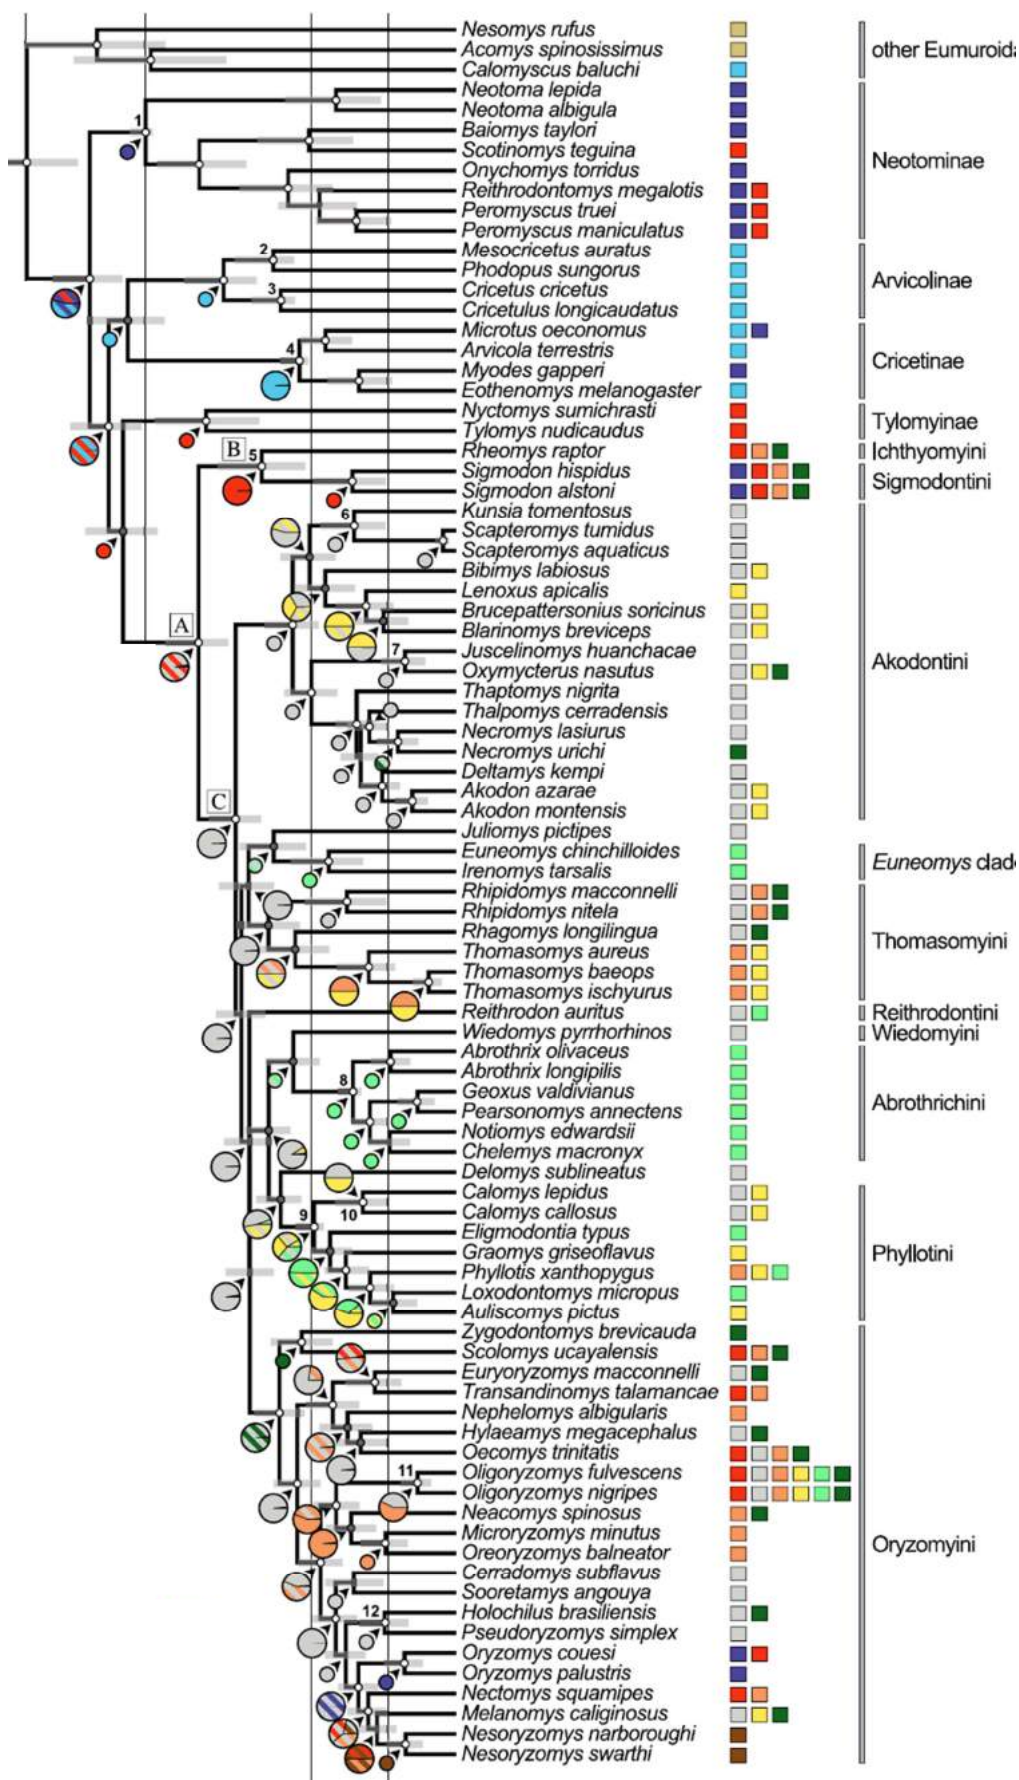 Nesomys rufus
Acomys spinosissimus
other Eumuroida
Calomyscus baluchi
Neotoma lepida
Neotoma albigula
1
Baiomys taylori
Scotinomys teguina
Neotominae
Onychomys torridus
Reithrodontomys megalotis
Peromyscus truei
Peromyscus maniculatus
2
Mesocricetus auratus
Phodopus sungorus
Arvicolinae
3
Cricetus cricetus
Cricetulus longicaudatus
Microtus oeconomus
4
Arvicola terrestris
Cricetinae
Myodes gapperi
Eothenomys melanogaster
Nyctomys sumichrasti
Tylomyinae
Tylomys nudicaudus
B
5
Rheomys raptor
Ichthyomyini
Sigmodon hispidus
Sigmodontini
Sigmodon alstoni
6
Kunsia tomentosus
Scapteromys tumidus
Scapteromys aquaticus
Bibimys labiosus
Lenoxus apicalis
Brucepattersonius soricinus
A
Blarinomys breviceps
7
Juscelinomys huanchacae
Akodontini
Oxymycterus nasutus
Thaptomys nigrita
Thalpomys cerradensis
Necromys lasiurus
Necromys urichi
Deltamys kempi
Akodon azarae
C
Akodon montensis
Juliomys pictipes
Euneomys chinchilloides
Euneomys clade
Irenomys tarsalis
Rhipidomys macconnelli
Rhipidomys nitela
Rhagomys longilingua
Thomasomyini
Thomasomys aureus
Thomasomys baeops
Thomasomys ischyurus
Reithrodon auritus
Reithrodontini
Wiedomys pyrrhorhinos
Wiedomyini
Abrothrix olivaceus
8
Abrothrix longipilis
Geoxus valdivianus
Abrothrichini
Pearsonomys annectens
Notiomys edwardsii
Chelemys macronyx
Delomys sublineatus
Calomys lepidus
9
10
Calomys callosus
Eligmodontia typus
Graomys griseoflavus
Phyllotini
Phyllotis xanthopygus
Loxodontomys micropus
Auliscomys pictus
Zygodontomys brevicauda
Scolomys ucayalensis
Euryoryzomys macconnelli
Transandinomys talamancae
Nephelomys albigularis
Hylaeamys megacephalus
Oecomys trinitatis
11
Oligoryzomys fulvescens
Oligoryzomys nigripes
Neacomys spinosus
Microryzomys minutus
Oryzomyini
Oreoryzomys balneator
Cerradomys subflavus
Sooretamys angouya
12
Holochilus brasiliensis
Pseudoryzomys simplex
Oryzomys couesi
Oryzomys palustris
Nectomys squamipes
Melanomys caliginosus
Nesoryzomys narboroughi
Nesoryzomys swarthi